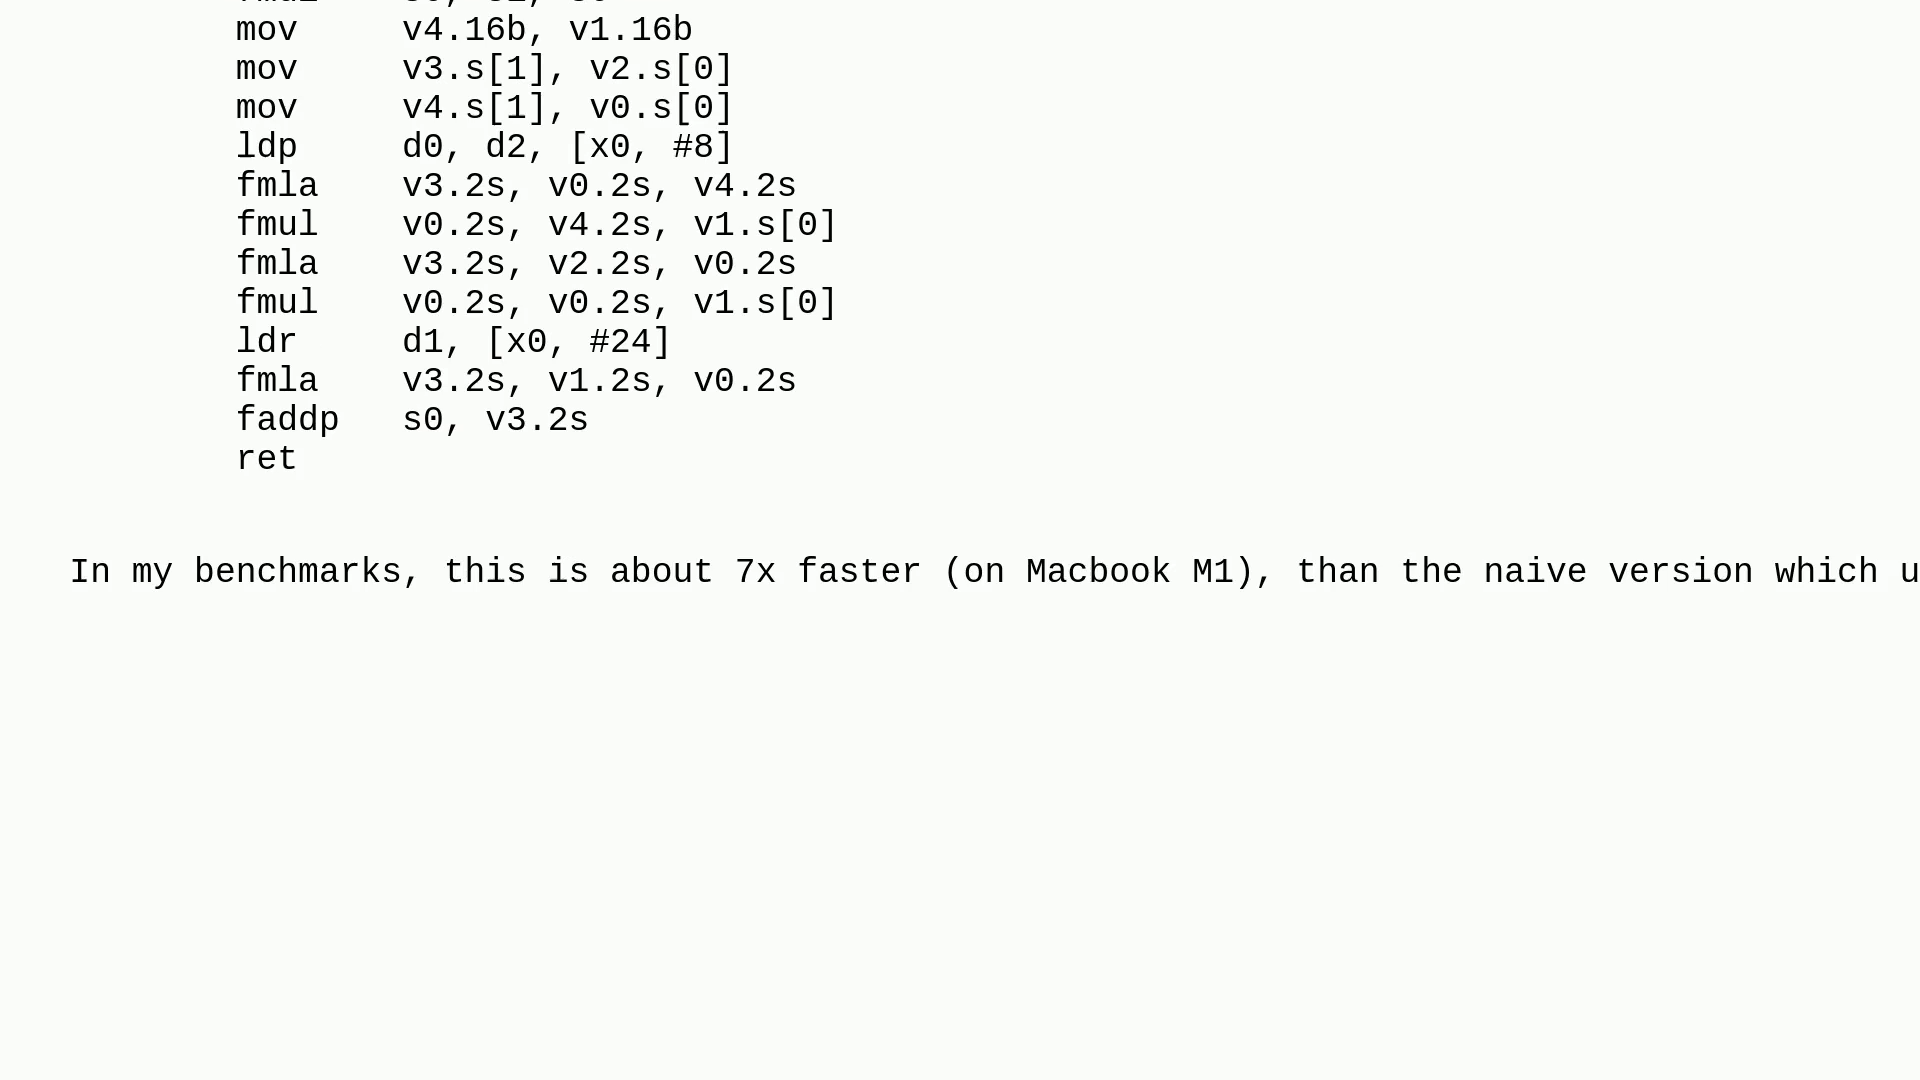 mov v4.16b, v1.16b
mov v3.s[1], v2.s[0]
mov v4.s[1], v0.s[0]
ldp d0, d2, [x0, #8]
fmla v3.2s, v0.2s, v4.2s
fmul v0.2s, v4.2s, v1.s[0]
fmla v3.2s, v2.2s, v0.2s
fmul v0.2s, v0.2s, v1.s[0]
ldr d1, [x0, #24]
fmla v3.2s, v1.2s, v0.2s
faddp s0, v3.2s
ret
In my benchmarks, this is about 7x faster (on Macbook M1), than the naive version which